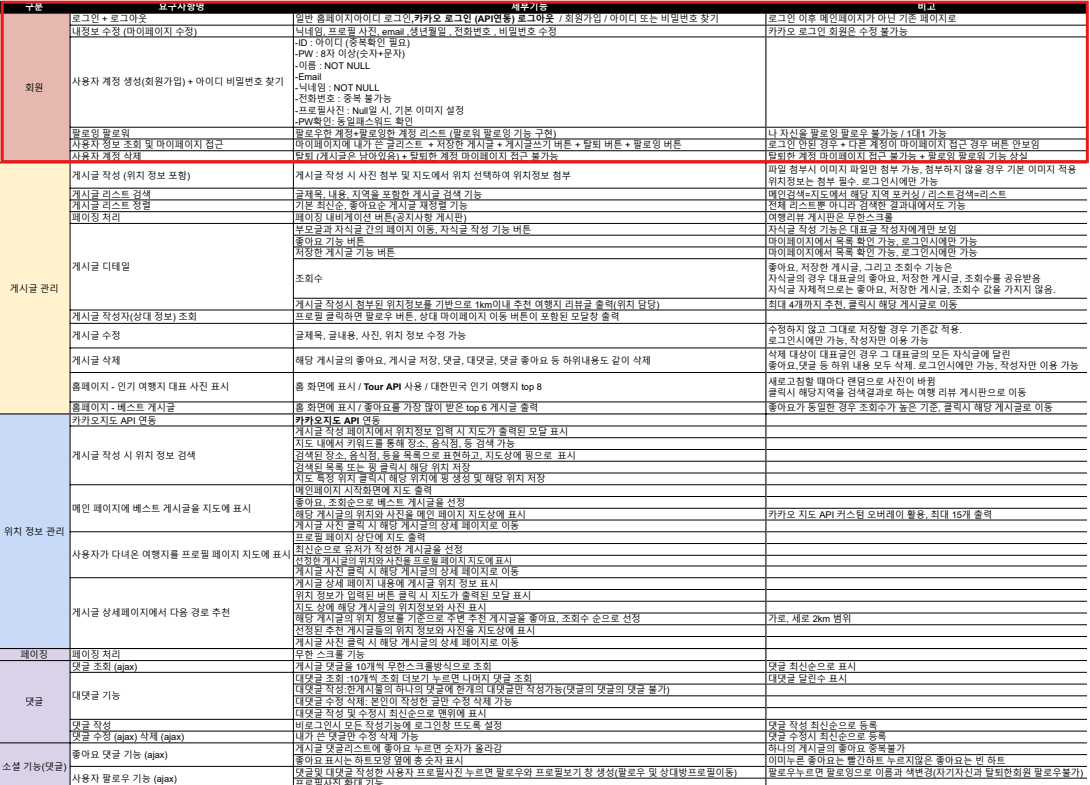 구분 요구사항명 세부기능 비고
회원
로그인 + 로그아웃 일반 홈페이지아이디 로그인,카카오 로그인 (API연동) 로그아웃 / 회원가입 / 아이디 또는 비밀번호 찾기 로그인 이후 메인페이지가 아닌 기존 페이지로
내정보 수정 (마이페이지 수정) 닉네임, 프로필 사진, email ,생년월일 , 전화번호 , 비밀번호 수정 카카오 로그인 회원은 수정 불가능
사용자 계정 생성(회원가입) + 아이디 비밀번호 찾기
-ID : 아이디 (중복확인 필요)
-PW : 8자 이상(숫자+문자)
-이름 : NOT NULL
-Email
-닉네임 : NOT NULL
-전화번호 : 중복 불가능
-프로필사진 : Null일 시, 기본 이미지 설정
-PW확인: 동일패스워드 확인
팔로잉 팔로워 팔로우한 계정+팔로잉한 계정 리스트 (팔로워 팔로잉 기능 구현) 나 자신을 팔로잉 팔로우 불가능 / 1대1 가능
사용자 정보 조회 및 마이페이지 접근 마이페이지에 내가 쓴 글리스트 + 저장한 게시글 + 게시글쓰기 버튼 + 탈퇴 버튼 + 팔로잉 버튼 로그인 안된 경우 + 다른 계정이 마이페이지 접근 경우 버튼 안보임
사용자 계정 삭제 탈퇴 (게시글은 남아있음) + 탈퇴한 계정 마이페이지 접근 불가능 탈퇴한 계정 마이페이지 접근 불가능 + 팔로잉 팔로워 기능 상실
게시글 관리
게시글 작성 (위치 정보 포함) 게시글 작성 시 사진 첨부 및 지도에서 위치 선택하여 위치정보 첨부 파일 첨부시 이미지 파일만 첨부 가능, 첨부하지 않을 경우 기본 이미지 적용
위치정보는 첨부 필수. 로그인시에만 가능
게시글 리스트 검색 글제목, 내용, 지역을 포함한 게시글 검색 기능 메인검색=지도에서 해당 지역 포커싱 / 리스트검색=리스트
게시글 리스트 정렬 기본 최신순, 좋아요순 게시글 재정렬 기능 전체 리스트뿐 아니라 검색한 결과내에서도 기능
페이징 처리 페이징 내비게이션 버튼(공지사항 게시판) 여행리뷰 게시판은 무한스크롤
게시글 디테일
부모글과 자식글 간의 페이지 이동, 자식글 작성 기능 버튼 자식글 작성 기능은 대표글 작성자에게만 보임
좋아요 기능 버튼 마이페이지에서 목록 확인 가능, 로그인시에만 가능
저장한 게시글 기능 버튼 마이페이지에서 목록 확인 가능, 로그인시에만 가능
조회수 좋아요, 저장한 게시글, 그리고 조회수 기능은
자식글의 경우 대표글의 좋아요, 저장한 게시글, 조회수를 공유받음
자식글 자체적으로는 좋아요, 저장한 게시글, 조회수 값을 가지지 않음.
게시글 작성시 첨부된 위치정보를 기반으로 1km이내 추천 여행지 리뷰글 출력(위치 담당) 최대 4개까지 추천, 클릭시 해당 게시글로 이동
게시글 작성자(상대 정보) 조회 프로필 클릭하면 팔로우 버튼, 상대 마이페이지 이동 버튼이 포함된 모달창 출력
게시글 수정 글제목, 글내용, 사진, 위치 정보 수정 가능 수정하지 않고 그대로 저장할 경우 기존값 적용.
로그인시에만 가능, 작성자만 이용 가능
게시글 삭제 해당 게시글의 좋아요, 게시글 저장, 댓글, 대댓글, 댓글 좋아요 등 하위내용도 같이 삭제 삭제 대상이 대표글인 경우 그 대표글의 모든 자식글에 달린
좋아요,댓글 등 하위 내용 모두 삭제. 로그인시에만 가능, 작성자만 이용 가능
홈페이지 - 인기 여행지 대표 사진 표시 홈 화면에 표시 / Tour API 사용 / 대한민국 인기 여행지 top 8 새로고침할 때마다 랜덤으로 사진이 바뀜
클릭시 해당지역을 검색결과로 하는 여행 리뷰 게시판으로 이동
홈페이지 - 베스트 게시글 홈 화면에 표시 / 좋아요를 가장 많이 받은 top 6 게시글 출력 좋아요가 동일한 경우 조회수가 높은 기준, 클릭시 해당 게시글로 이동
위치 정보 관리
카카오지도 API 연동 카카오지도 API 연동
게시글 작성 시 위치 정보 검색
게시글 작성 페이지에서 위치정보 입력 시 지도가 출력된 모달 표시
지도 내에서 키워드를 통해 장소, 음식점, 등 검색 가능
검색된 장소, 음식점, 등을 목록으로 표현하고, 지도상에 핑으로 표시
검색된 목록 또는 핑 클릭시 해당 위치 저장
지도 특정 위치 클릭시 해당 위치에 핑 생성 및 해당 위치 저장
메인 페이지에 베스트 게시글을 지도에 표시
메인페이지 시작화면에 지도 출력
좋아요, 조회순으로 베스트 게시글을 선정
해당 게시글의 위치와 사진을 메인 페이지 지도상에 표시 카카오 지도 API 커스텀 오버레이 활용, 최대 15개 출력
게시글 사진 클릭 시 해당 게시글의 상세 페이지로 이동
사용자가 다녀온 여행지를 프로필 페이지 지도에 표시
프로필 페이지 상단에 지도 출력
최신순으로 유저가 작성한 게시글을 선정
선정한 게시글의 위치와 사진을 프로필 페이지 지도에 표시
게시글 사진 클릭 시 해당 게시글의 상세 페이지로 이동
게시글 상세페이지에서 다음 경로 추천
게시글 상세 페이지 내용에 게시글 위치 정보 표시
위치 정보가 입력된 버튼 클릭 시 지도가 출력된 모달 표시
지도 상에 해당 게시글의 위치정보와 사진 표시
해당 게시글의 위치 정보를 기준으로 주변 추천 게시글을 좋아요, 조회수 순으로 선정 가로, 세로 2km 범위
선정된 추천 게시글들의 위치 정보와 사진을 지도상에 표시
게시글 사진 클릭 시 해당 게시글의 상세 페이지로 이동
페이징 페이징 처리 무한 스크롤 기능
댓글
댓글 조회 (ajax) 게시글 댓글을 10개씩 무한스크롤방식으로 조회 댓글 최신순으로 표시
대댓글 기능
대댓글 조회 :10개씩 조회 더보기 누르면 나머지 댓글 조회 대댓글 달린수 표시
대댓글 작성:한게시물의 하나의 댓글에 한개의 대댓글만 작성가능(댓글의 댓글의 댓글 불가)
대댓글 수정 삭제: 본인이 작성한 글만 수정 삭제 가능
대댓글 작성 및 수정시 최신순으로 맨위에 표시
댓글 작성 비로그인시 모든 작성기능에 로그인창 뜨도록 설정 댓글 작성 최신순으로 등록
댓글 수정 (ajax) 삭제 (ajax) 내가 쓴 댓글만 수정 삭제 가능 댓글 수정시 최신순으로 등록
소셜 기능(댓글)
좋아요 댓글 기능 (ajax)
게시글 댓글리스트에 좋아요 누르면 숫자가 올라감 하나의 게시글의 좋아요 중복불가
좋아요 표시는 하트모양 옆에 총 숫자 표시 이미누른 좋아요는 빨간하트 누르지않은 좋아요는 빈 하트
사용자 팔로우 기능 (ajax)
댓글및 대댓글 작성한 사용자 프로필사진 누르면 팔로우와 프로필보기 창 생성(팔로우 및 상대방프로필이동) 팔로우누르면 팔로잉으로 이름과 색변경(자기자신과 탈퇴한회원 팔로우불가)
프로필사진 확대 기능